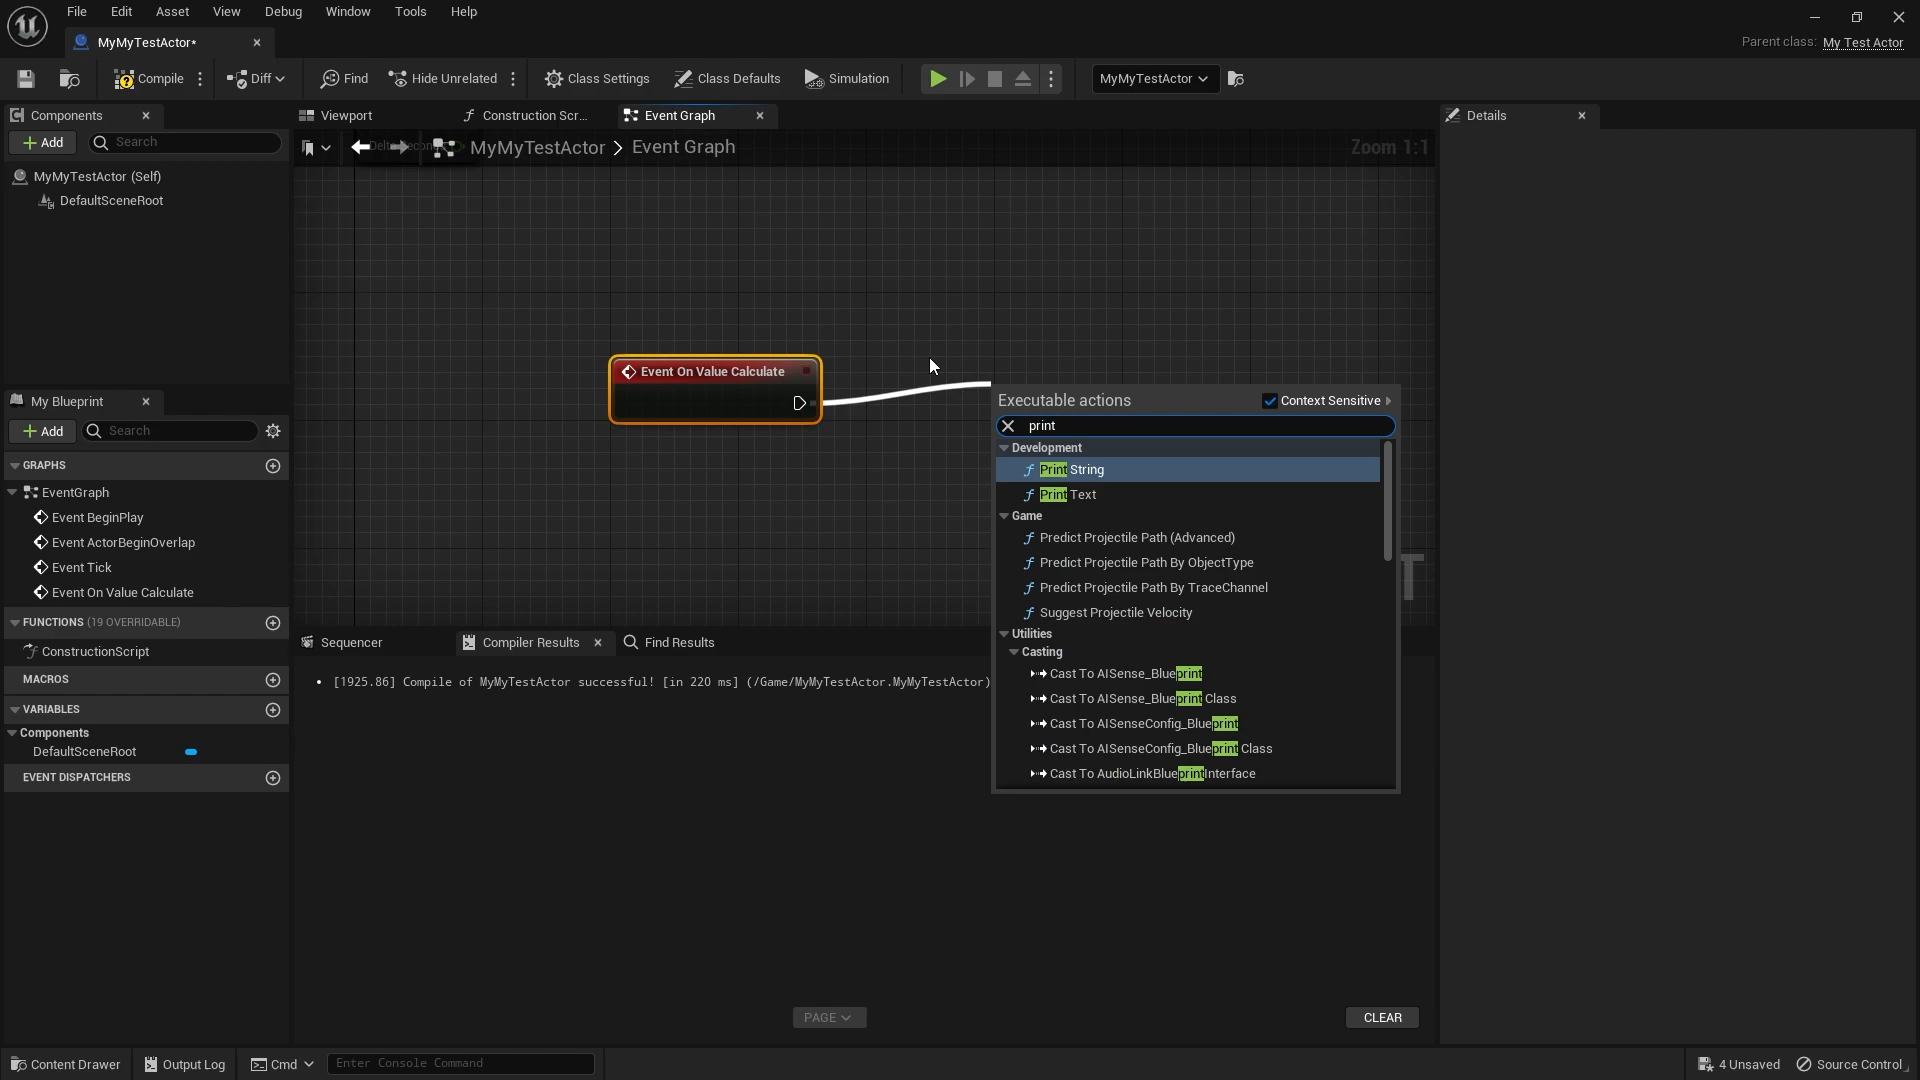 File Edit Asset View Debug Window Tools Help
MyMyTestActor*
Parent class: My Test Actor
Compile Diff Find Hide Unrelated Class Settings Class Defaults Simulation MyMyTestActor
Components
Add Search
MyMyTestActor (Self)
DefaultSceneRoot
My Blueprint
Add Search
GRAPHS
EventGraph
Event BeginPlay
Event ActorBeginOverlap
Event Tick
Event On Value Calculate
FUNCTIONS (19 OVERRIDABLE)
ConstructionScript
MACROS
VARIABLES
Components
DefaultSceneRoot
EVENT DISPATCHERS
Viewport Construction Scr... Event Graph
MyMyTestActor > Event Graph
Zoom 1:1
Event On Value Calculate
Executable actions Context Sensitive
print
Development
Print String
Print Text
Game
Predict Projectile Path (Advanced)
Predict Projectile Path By ObjectType
Predict Projectile Path By TraceChannel
Suggest Projectile Velocity
Utilities
Casting
Cast To AISense_Blueprint
Cast To AISense_Blueprint Class
Cast To AISenseConfig_Blueprint
Cast To AISenseConfig_Blueprint Class
Cast To AudioLinkBlueprintInterface
Sequencer Compiler Results Find Results
[1925.86] Compile of MyMyTestActor successful! [in 220 ms] (/Game/MyMyTestActor.MyMyTestActor)
PAGE
CLEAR
Details
Content Drawer Output Log Cmd Enter Console Command
4 Unsaved Source Control